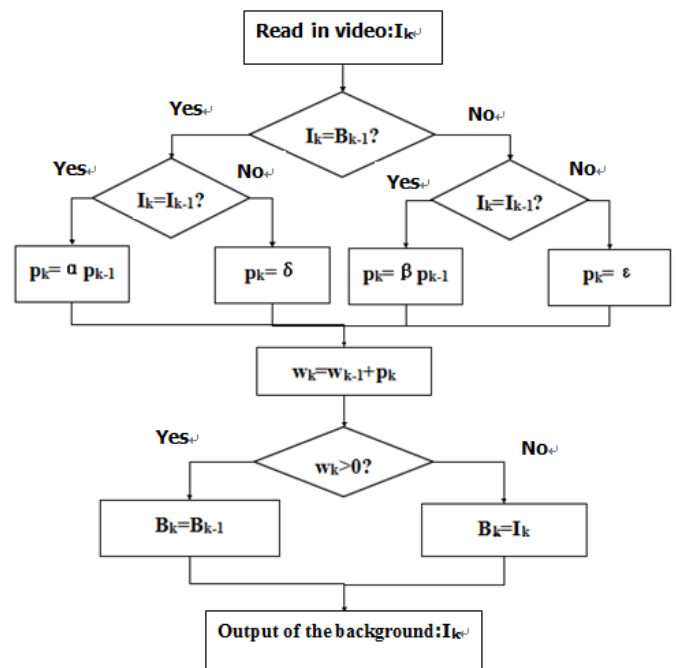 Read in video:Iₖ↵
Yes↵
No↵
Iₖ=Bₖ₋₁?
Yes↵
No↵
Yes↵
No↵
Iₖ=Iₖ₋₁?
Iₖ=Iₖ₋₁?
pₖ= α pₖ₋₁
pₖ= δ
pₖ= β pₖ₋₁
pₖ= ε
wₖ=wₖ₋₁+pₖ
Yes↵
No↵
wₖ>0?
Bₖ=Bₖ₋₁
Bₖ=Iₖ
Output of the background:Iₖ↵